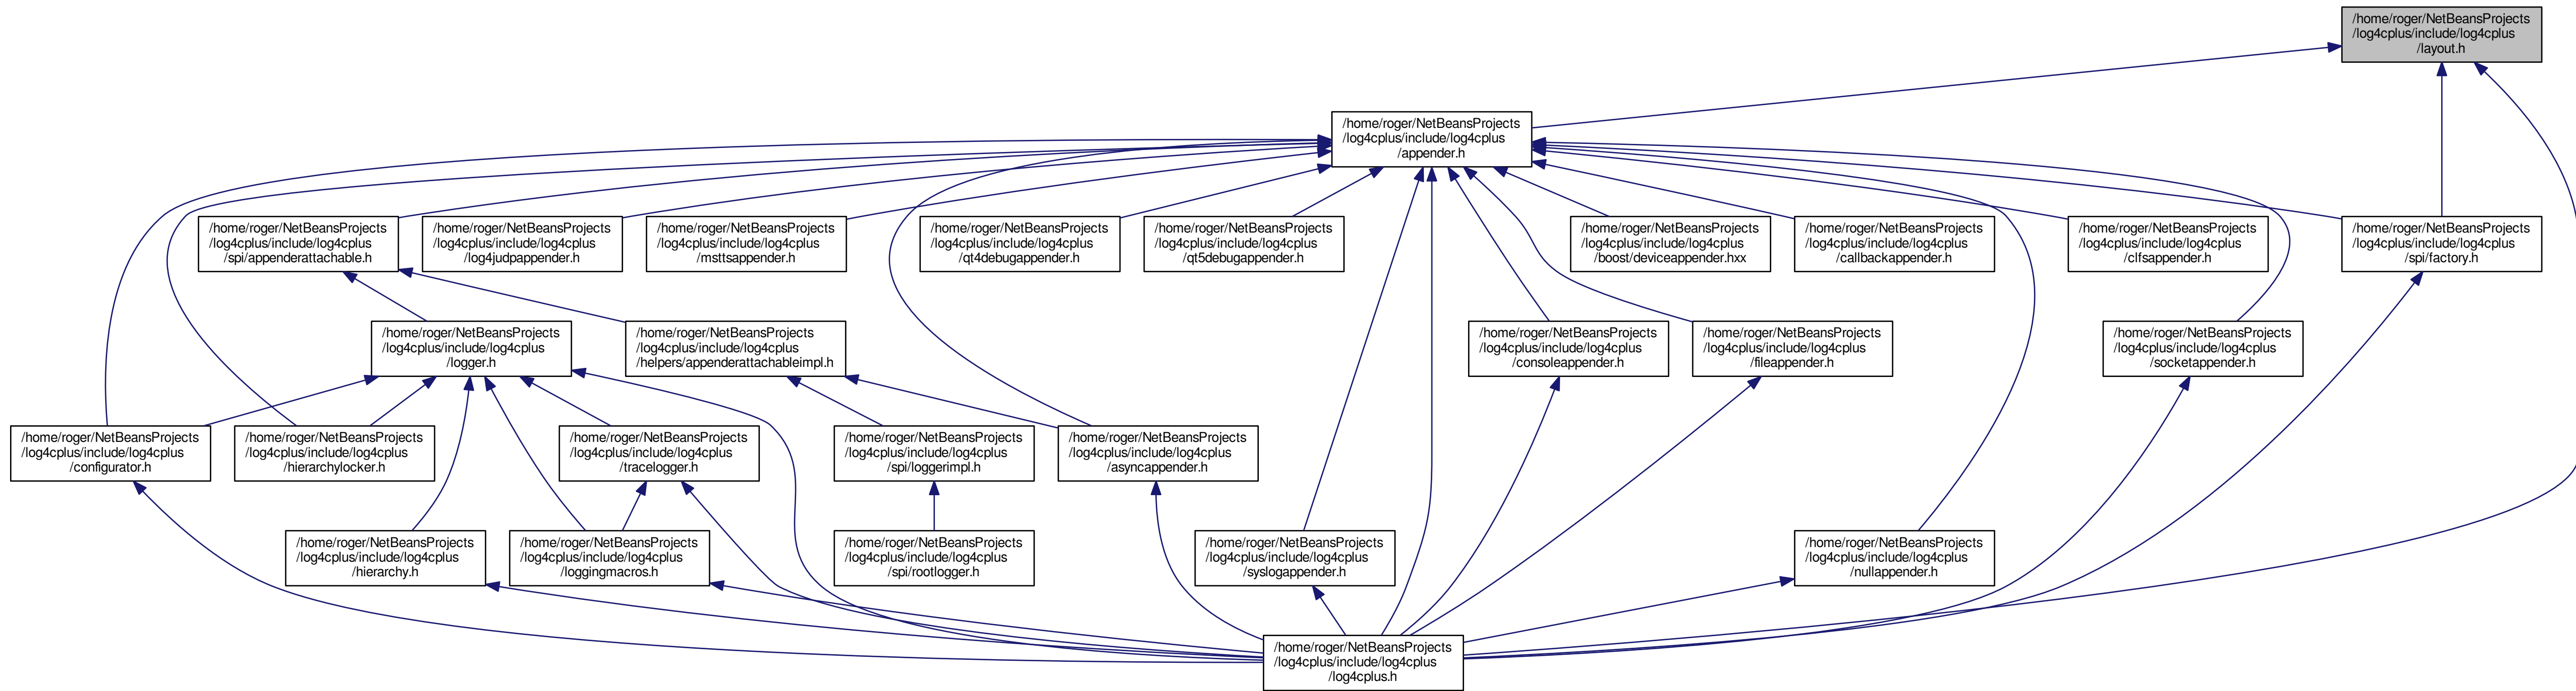 /home/roger/NetBeansProjects
/log4cplus/include/log4cplus
/layout.h
/home/roger/NetBeansProjects
/log4cplus/include/log4cplus
/appender.h
/home/roger/NetBeansProjects
/log4cplus/include/log4cplus
/spi/appenderattachable.h
/home/roger/NetBeansProjects
/log4cplus/include/log4cplus
/log4judpappender.h
/home/roger/NetBeansProjects
/log4cplus/include/log4cplus
/msttsappender.h
/home/roger/NetBeansProjects
/log4cplus/include/log4cplus
/qt4debugappender.h
/home/roger/NetBeansProjects
/log4cplus/include/log4cplus
/qt5debugappender.h
/home/roger/NetBeansProjects
/log4cplus/include/log4cplus
/boost/deviceappender.hxx
/home/roger/NetBeansProjects
/log4cplus/include/log4cplus
/callbackappender.h
/home/roger/NetBeansProjects
/log4cplus/include/log4cplus
/clfsappender.h
/home/roger/NetBeansProjects
/log4cplus/include/log4cplus
/spi/factory.h
/home/roger/NetBeansProjects
/log4cplus/include/log4cplus
/logger.h
/home/roger/NetBeansProjects
/log4cplus/include/log4cplus
/helpers/appenderattachableimpl.h
/home/roger/NetBeansProjects
/log4cplus/include/log4cplus
/consoleappender.h
/home/roger/NetBeansProjects
/log4cplus/include/log4cplus
/fileappender.h
/home/roger/NetBeansProjects
/log4cplus/include/log4cplus
/socketappender.h
/home/roger/NetBeansProjects
/log4cplus/include/log4cplus
/configurator.h
/home/roger/NetBeansProjects
/log4cplus/include/log4cplus
/hierarchylocker.h
/home/roger/NetBeansProjects
/log4cplus/include/log4cplus
/tracelogger.h
/home/roger/NetBeansProjects
/log4cplus/include/log4cplus
/spi/loggerimpl.h
/home/roger/NetBeansProjects
/log4cplus/include/log4cplus
/asyncappender.h
/home/roger/NetBeansProjects
/log4cplus/include/log4cplus
/hierarchy.h
/home/roger/NetBeansProjects
/log4cplus/include/log4cplus
/loggingmacros.h
/home/roger/NetBeansProjects
/log4cplus/include/log4cplus
/spi/rootlogger.h
/home/roger/NetBeansProjects
/log4cplus/include/log4cplus
/syslogappender.h
/home/roger/NetBeansProjects
/log4cplus/include/log4cplus
/nullappender.h
/home/roger/NetBeansProjects
/log4cplus/include/log4cplus
/log4cplus.h